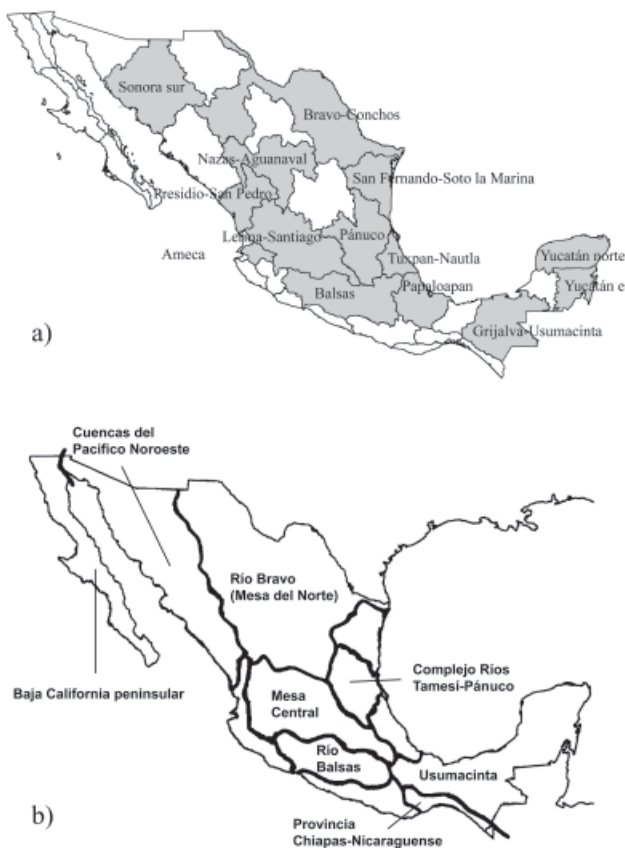 Sonora sur
Bravo-Conchos
Nazas-Aguanaval
San Fernando-Soto la Marina
Presidio-San Pedro
Lerma-Santiago
Pánuco
Ameca
Tuxpan-Nautla
Yucatán norte
Balsas
Papaloapan
Yucatán e
Grijalva-Usumacinta
a)
Cuencas del
Pacifico Noroeste
Río Bravo
(Mesa del Norte)
Baja California peninsular
Complejo Ríos
Tamesí-Pánuco
Mesa
Central
Río
Balsas
Usumacinta
b)
Provincia
Chiapas-Nicaraguense